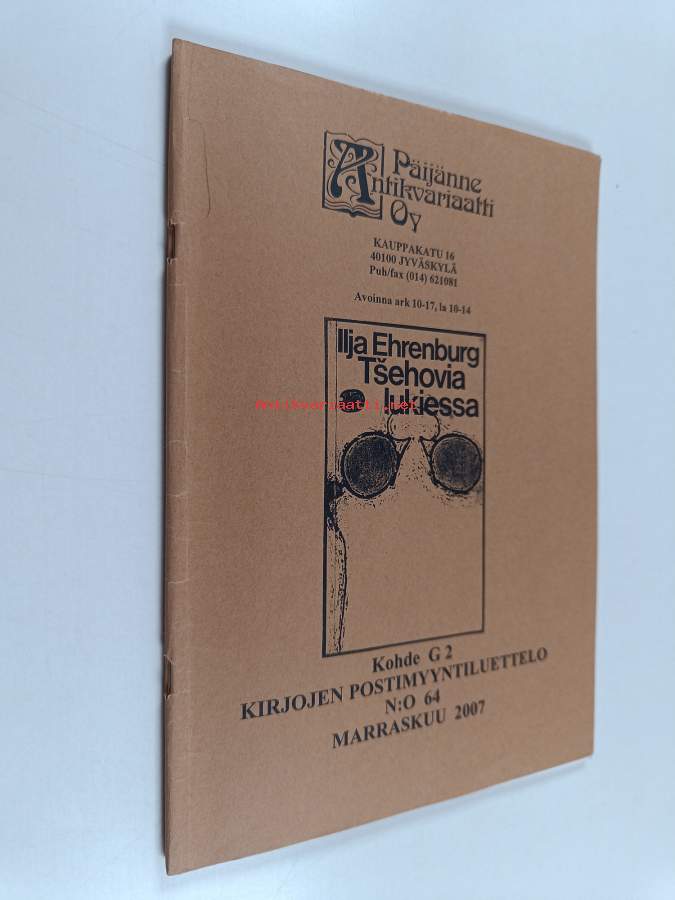 Päijänne
Antikvariaatti
Oy
KAUPPAKATU 16
40100 JYVÄSKYLÄ
Puh/fax (014) 621081
Avoinna ark 10-17, la 10-14
Ilja Ehrenburg
Tšehovia
lukiessa
Antikvariaatti.net
Kohde G 2
KIRJOJEN POSTIMYYNTILUETTELO
N:O 64
MARRASKUU 2007